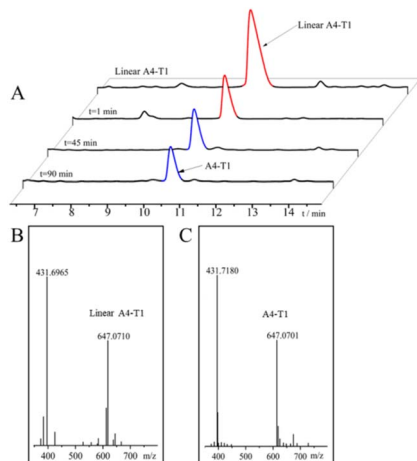 Linear A4-T1
Linear A4-T1
A
t=1 min
t=45 min
A4-T1
t=90 min
7 8 9 10 11 12 13 14 t / min
B
C
431.6965
Linear A4-T1
647.0710
400 500 600 700 m/z
431.7180
A4-T1
647.0701
400 500 600 700 m/z